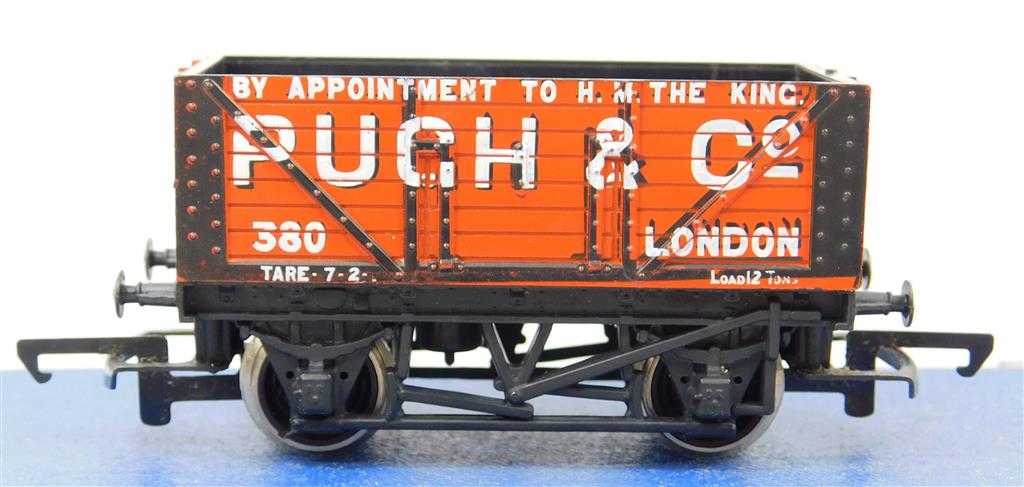 BY APPOINTMENT TO H.M. THE KING.
PUGH & Cº
380 LONDON
TARE-7-2- LOAD 12 TONS